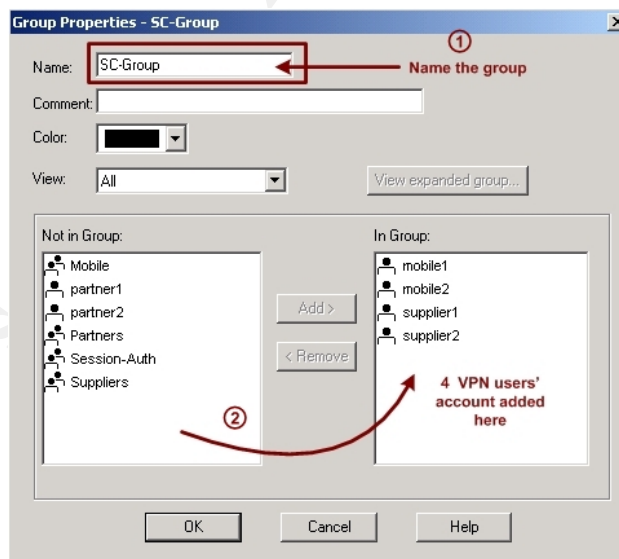 Group Properties - SC-Group
①
Name: SC-Group
Name the group
Comment:
Color:
View: All
View expanded group...
Not in Group:
In Group:
Mobile
partner1
partner2
Partners
Session-Auth
Suppliers
Add >
< Remove
mobile1
mobile2
supplier1
supplier2
4 VPN users'
account added
here
②
OK
Cancel
Help